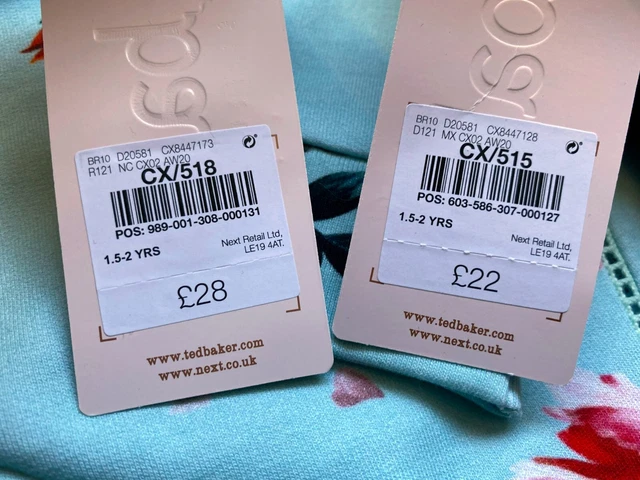 BR10 D20581 CX8447173
R121 NC CX02 AW20
CX/518
POS: 989-001-308-000131
1.5-2 YRS
Next Retail Ltd,
LE19 4AT.
£28
www.tedbaker.com
www.next.co.uk
BR10 D20581 CX8447128
D121 MX CX02 AW20
CX/515
POS: 603-586-307-000127
1.5-2 YRS
Next Retail Ltd,
LE19 4AT.
£22
www.tedbaker.com
www.next.co.uk